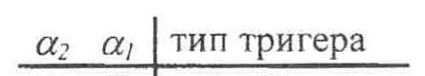 α₂ α₁ тип тригера